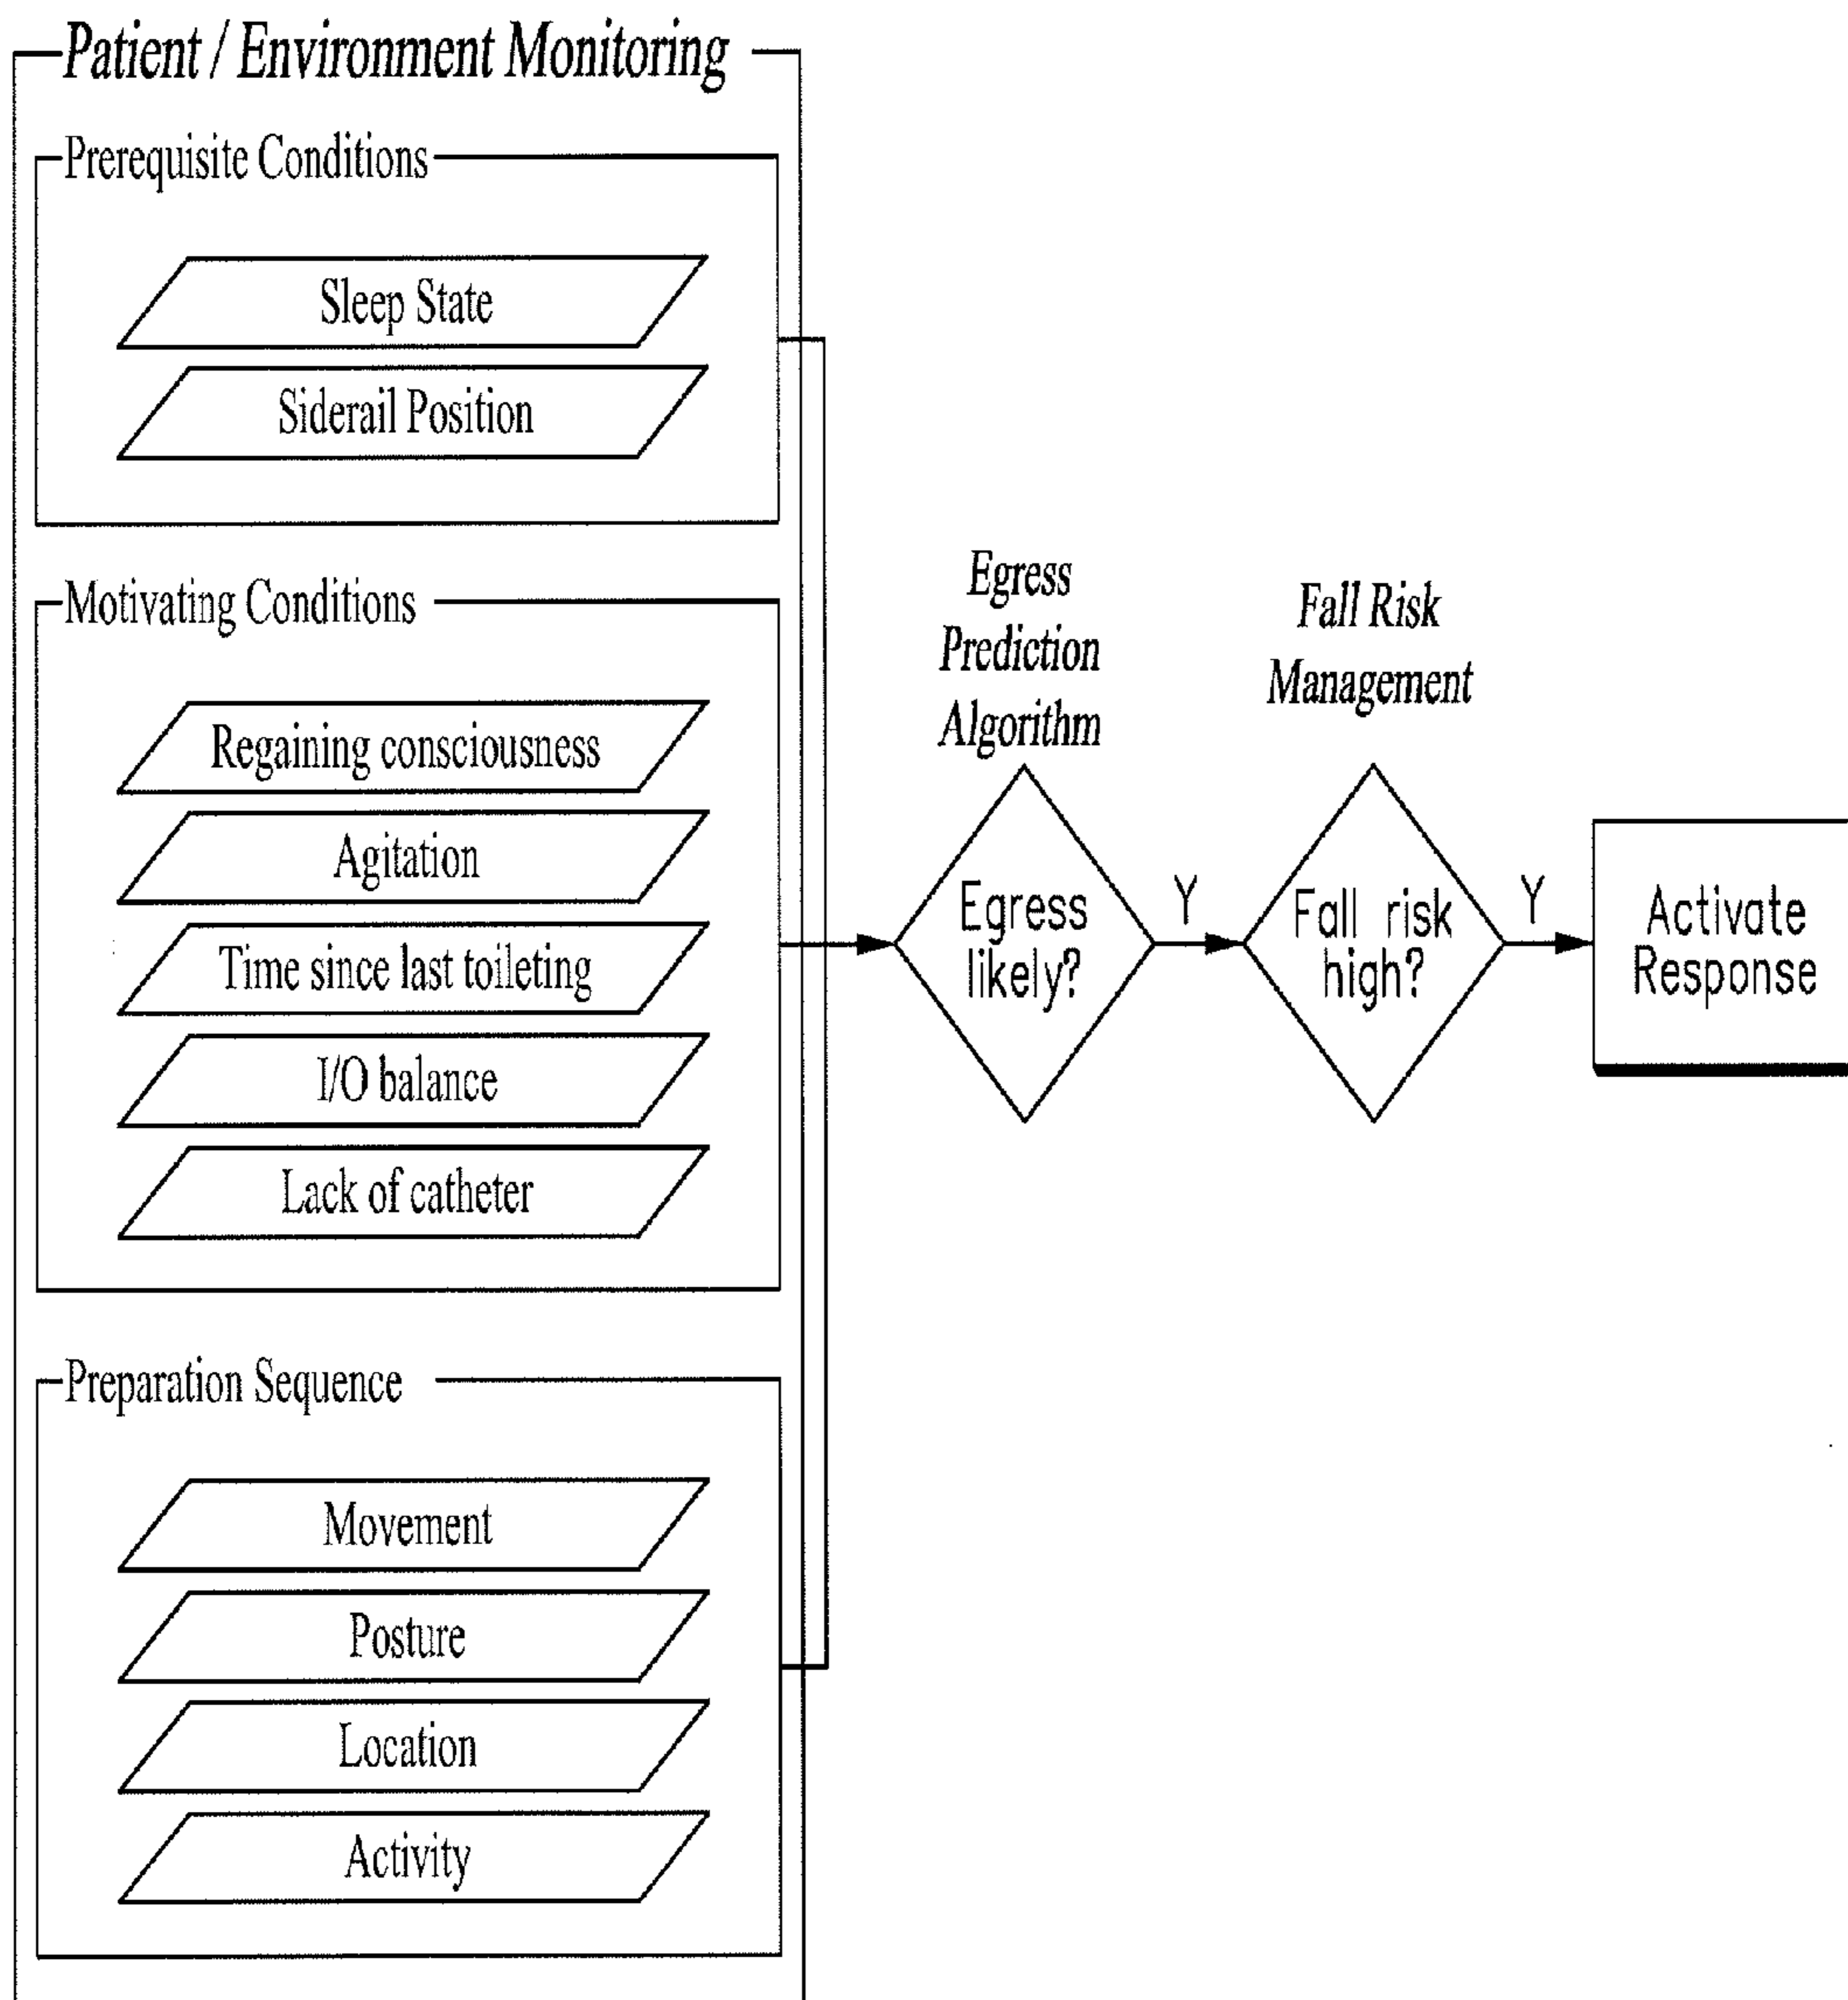 Patient / Environment Monitoring
Prerequisite Conditions
Sleep State
Siderail Position
Motivating Conditions
Regaining consciousness
Agitation
Time since last toileting
I/O balance
Lack of catheter
Preparation Sequence
Movement
Posture
Location
Activity
Egress
Prediction
Algorithm
Egress
likely?
Y
Fall Risk
Management
Fall risk
high?
Y
Activate
Response